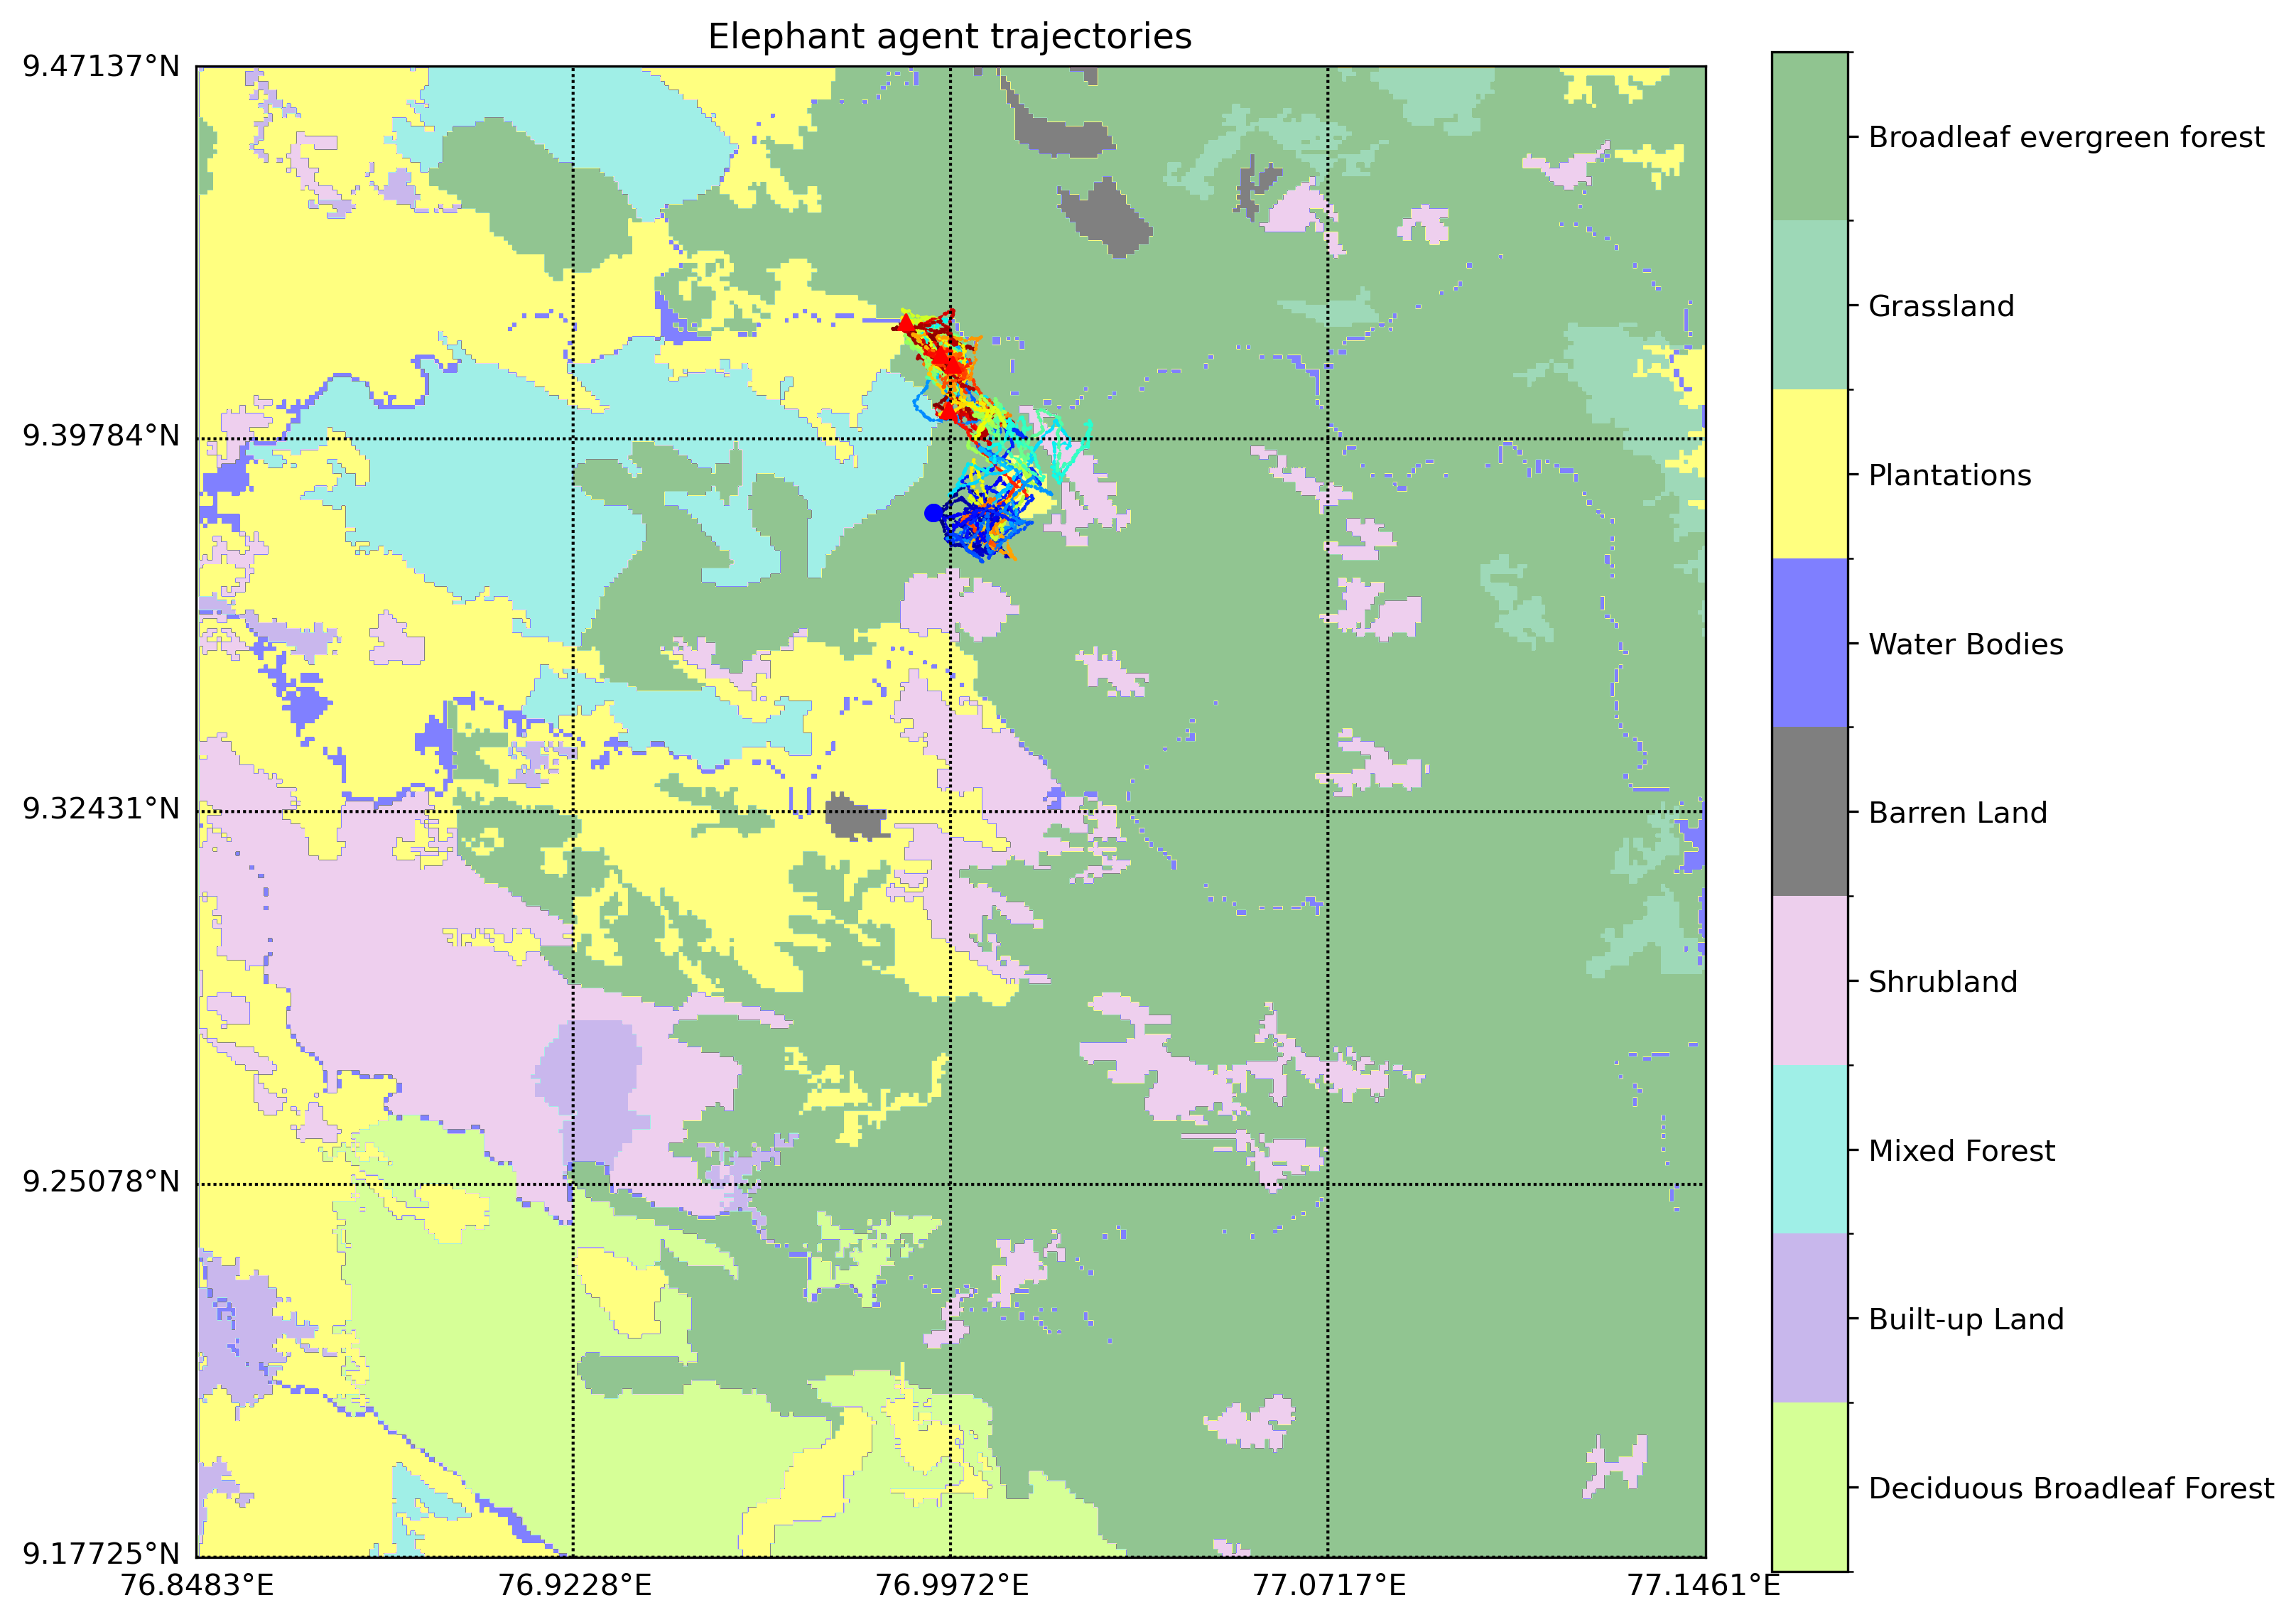 Elephant agent trajectories
9.47137°N
9.39784°N
9.32431°N
9.25078°N
9.17725°N
76.8483°E
76.9228°E
76.9972°E
77.0717°E
77.1461°E
Broadleaf evergreen forest
Grassland
Plantations
Water Bodies
Barren Land
Shrubland
Mixed Forest
Built-up Land
Deciduous Broadleaf Forest